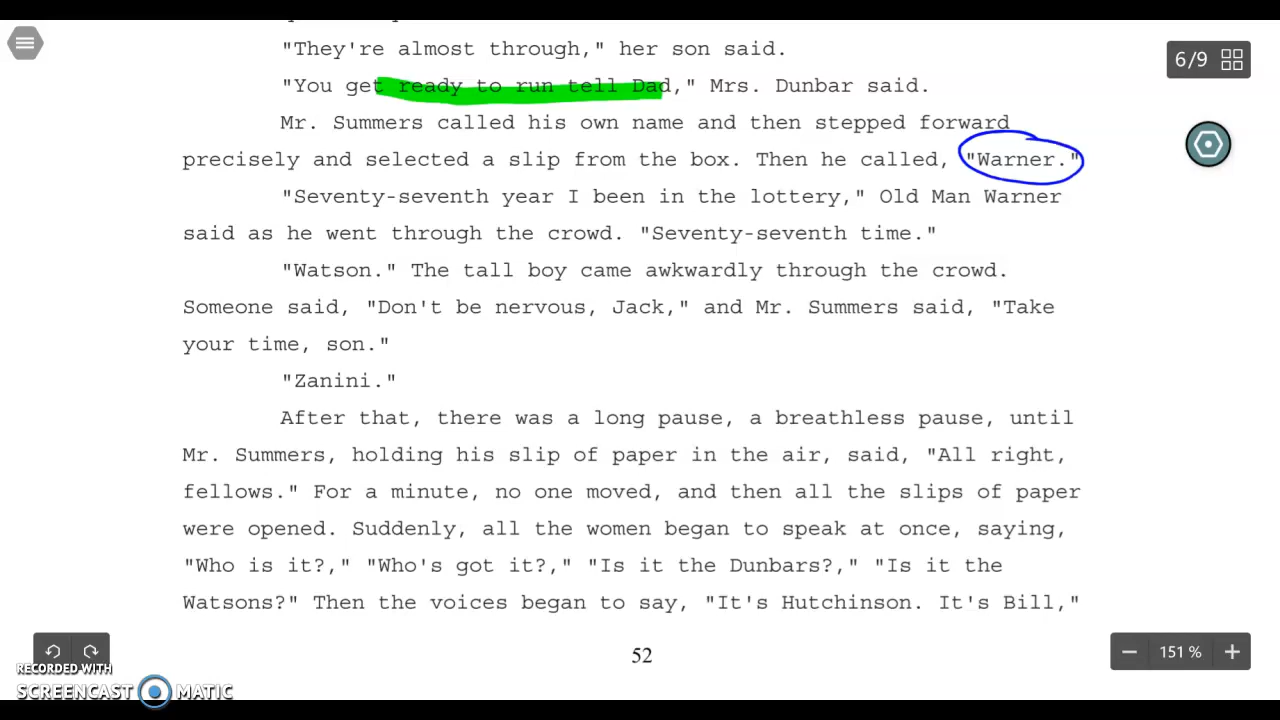 "They're almost through," her son said.
6/9
"You get ready to run tell Dad," Mrs. Dunbar said.
Mr. Summers called his own name and then stepped forward
precisely and selected a slip from the box. Then he called, "Warner."
"Seventy-seventh year I been in the lottery," Old Man Warner
said as he went through the crowd. "Seventy-seventh time."
"Watson." The tall boy came awkwardly through the crowd.
Someone said, "Don't be nervous, Jack," and Mr. Summers said, "Take
your time, son."
"Zanini."
After that, there was a long pause, a breathless pause, until
Mr. Summers, holding his slip of paper in the air, said, "All right,
fellows." For a minute, no one moved, and then all the slips of paper
were opened. Suddenly, all the women began to speak at once, saying,
"Who is it?," "Who's got it?," "Is it the Dunbars?," "Is it the
Watsons?" Then the voices began to say, "It's Hutchinson. It's Bill,"
52
151 %
RECORDED WITH
SCREENCAST MATIC